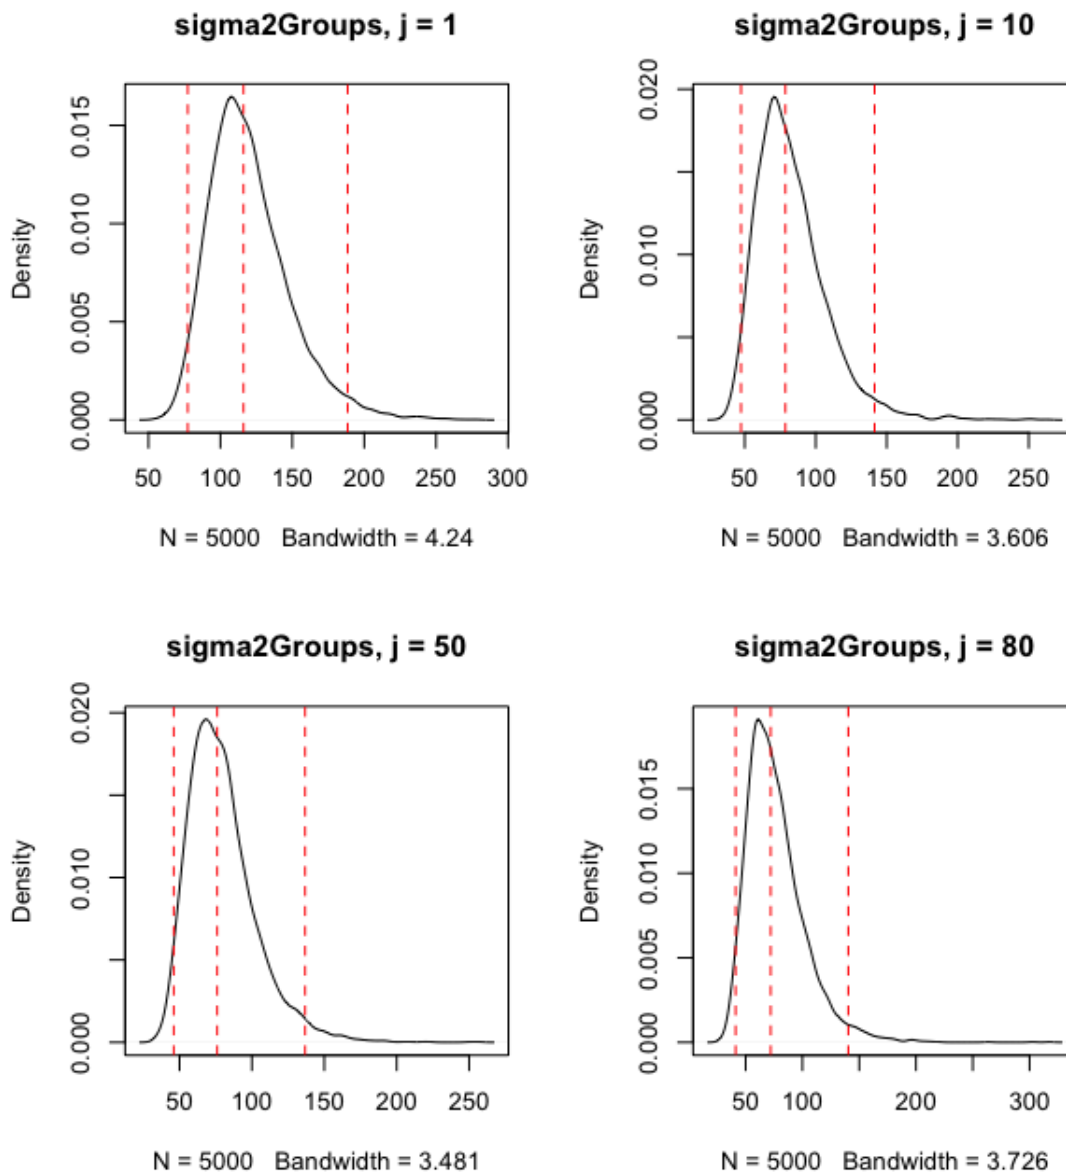 sigma2Groups, j = 1
Density
0.000 0.005 0.010 0.015
50 100 150 200 250 300
N = 5000 Bandwidth = 4.24
sigma2Groups, j = 10
Density
0.000 0.010 0.020
50 100 150 200 250
N = 5000 Bandwidth = 3.606
sigma2Groups, j = 50
Density
0.000 0.010 0.020
50 100 150 200 250
N = 5000 Bandwidth = 3.481
sigma2Groups, j = 80
Density
0.000 0.005 0.010 0.015
50 100 200 300
N = 5000 Bandwidth = 3.726